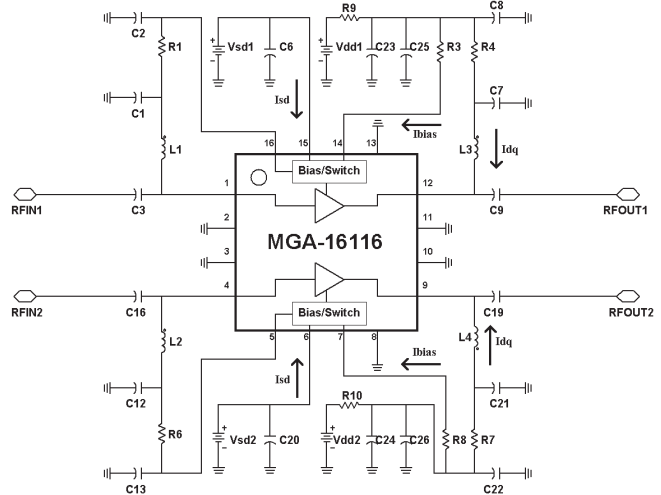 C2
R1
Vsd1
C6
R9
Vdd1
C23
C25
R3
R4
C8
C1
Isd
C7
L1
16
15
14
13
Ibias
L3
Idq
Bias/Switch
1
12
RFIN1
C3
C9
RFOUT1
2
11
MGA-16116
3
10
4
9
RFIN2
C16
C19
RFOUT2
Bias/Switch
5
6
7
8
L2
Isd
Ibias
L4
Idq
C12
C21
R10
R6
Vsd2
C20
Vdd2
C24
C26
R8
R7
C13
C22